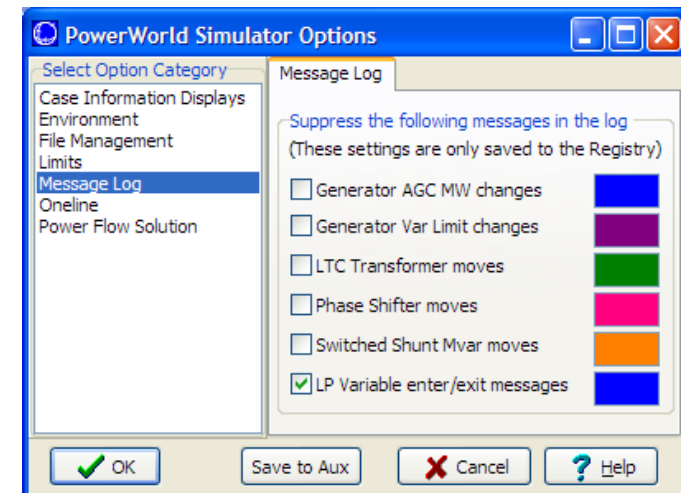 PowerWorld Simulator Options
Select Option Category
Case Information Displays
Environment
File Management
Limits
Message Log
Oneline
Power Flow Solution
Message Log
Suppress the following messages in the log
(These settings are only saved to the Registry)
Generator AGC MW changes
Generator Var Limit changes
LTC Transformer moves
Phase Shifter moves
Switched Shunt Mvar moves
LP Variable enter/exit messages
OK
Save to Aux
Cancel
Help